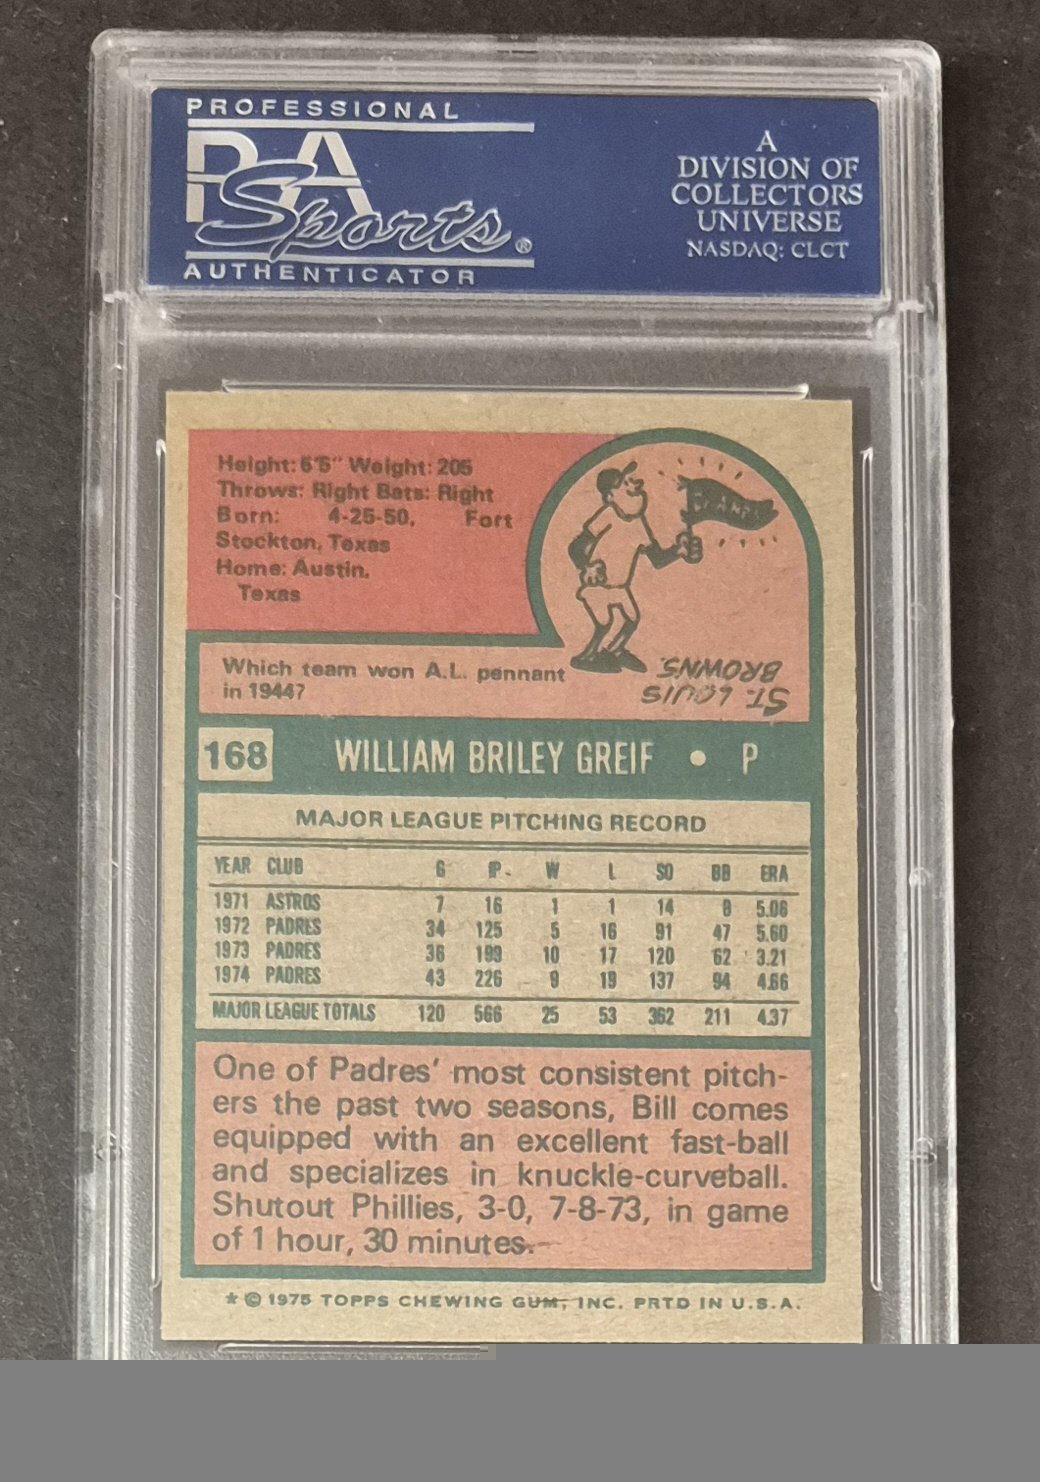 PROFESSIONAL
PSA
Sports®
AUTHENTICATOR
A
DIVISION OF
COLLECTORS
UNIVERSE
NASDAQ: CLCT
Height: 6'5" Weight: 205
Throws: Right Bats: Right
Born: 4-25-50, Fort
Stockton, Texas
Home: Austin,
Texas
CHAMPS
Which team won A.L. pennant
in 1944?
ST. LOUIS
BROWNS.
168 WILLIAM BRILEY GREIF • P
MAJOR LEAGUE PITCHING RECORD
YEAR CLUB G IP W L SO BB ERA
1971 ASTROS 7 16 1 1 14 8 5.06
1972 PADRES 34 125 5 16 91 47 5.60
1973 PADRES 36 199 10 17 120 62 3.21
1974 PADRES 43 226 9 19 137 94 4.66
MAJOR LEAGUE TOTALS 120 566 25 53 362 211 4.37
One of Padres' most consistent pitch-
ers the past two seasons, Bill comes
equipped with an excellent fast-ball
and specializes in knuckle-curveball.
Shutout Phillies, 3-0, 7-8-73, in game
of 1 hour, 30 minutes.
* © 1975 TOPPS CHEWING GUM, INC. PRTD IN U.S.A.